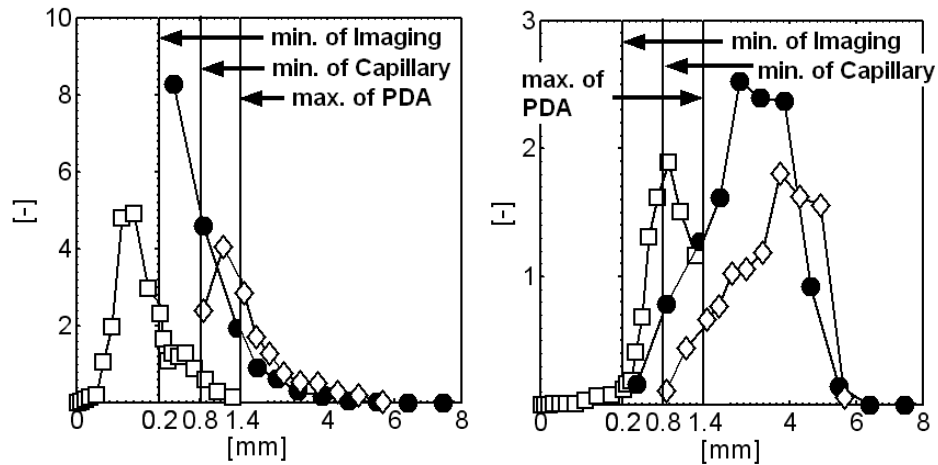 10
8
6
4
2
[-]
min. of Imaging
min. of Capillary
max. of PDA
0 0.2 0.8 1.4 4 6 8
[mm]
3
2
1
[-]
min. of Imaging
min. of Capillary
max. of
PDA
0 0.2 0.8 1.4 4 6 8
[mm]